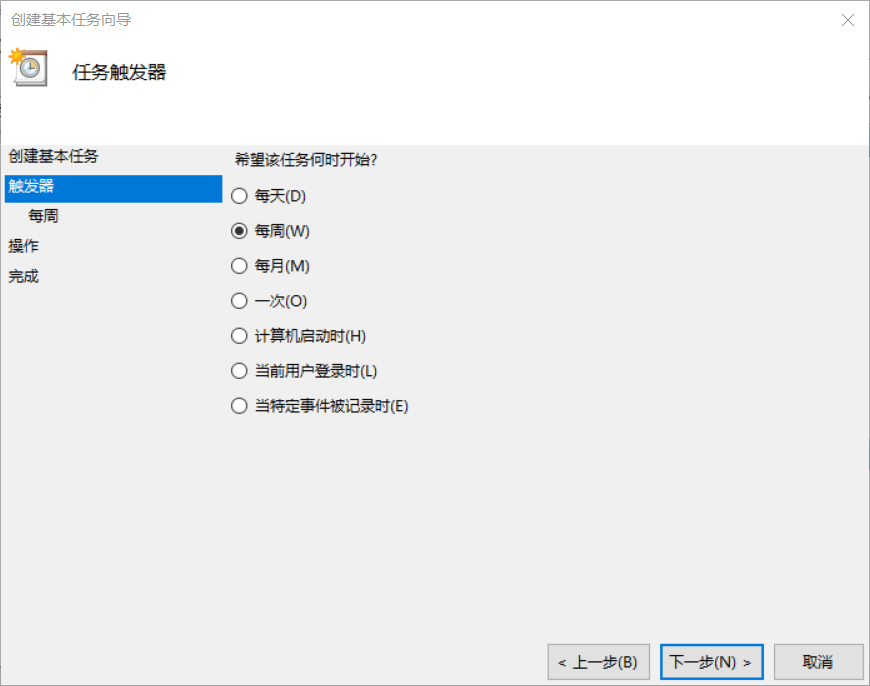 创建基本任务向导
任务触发器
创建基本任务
触发器
每周
操作
完成
希望该任务何时开始?
每天(D)
每周(W)
每月(M)
一次(O)
计算机启动时(H)
当前用户登录时(L)
当特定事件被记录时(E)
< 上一步(B)
下一步(N) >
取消